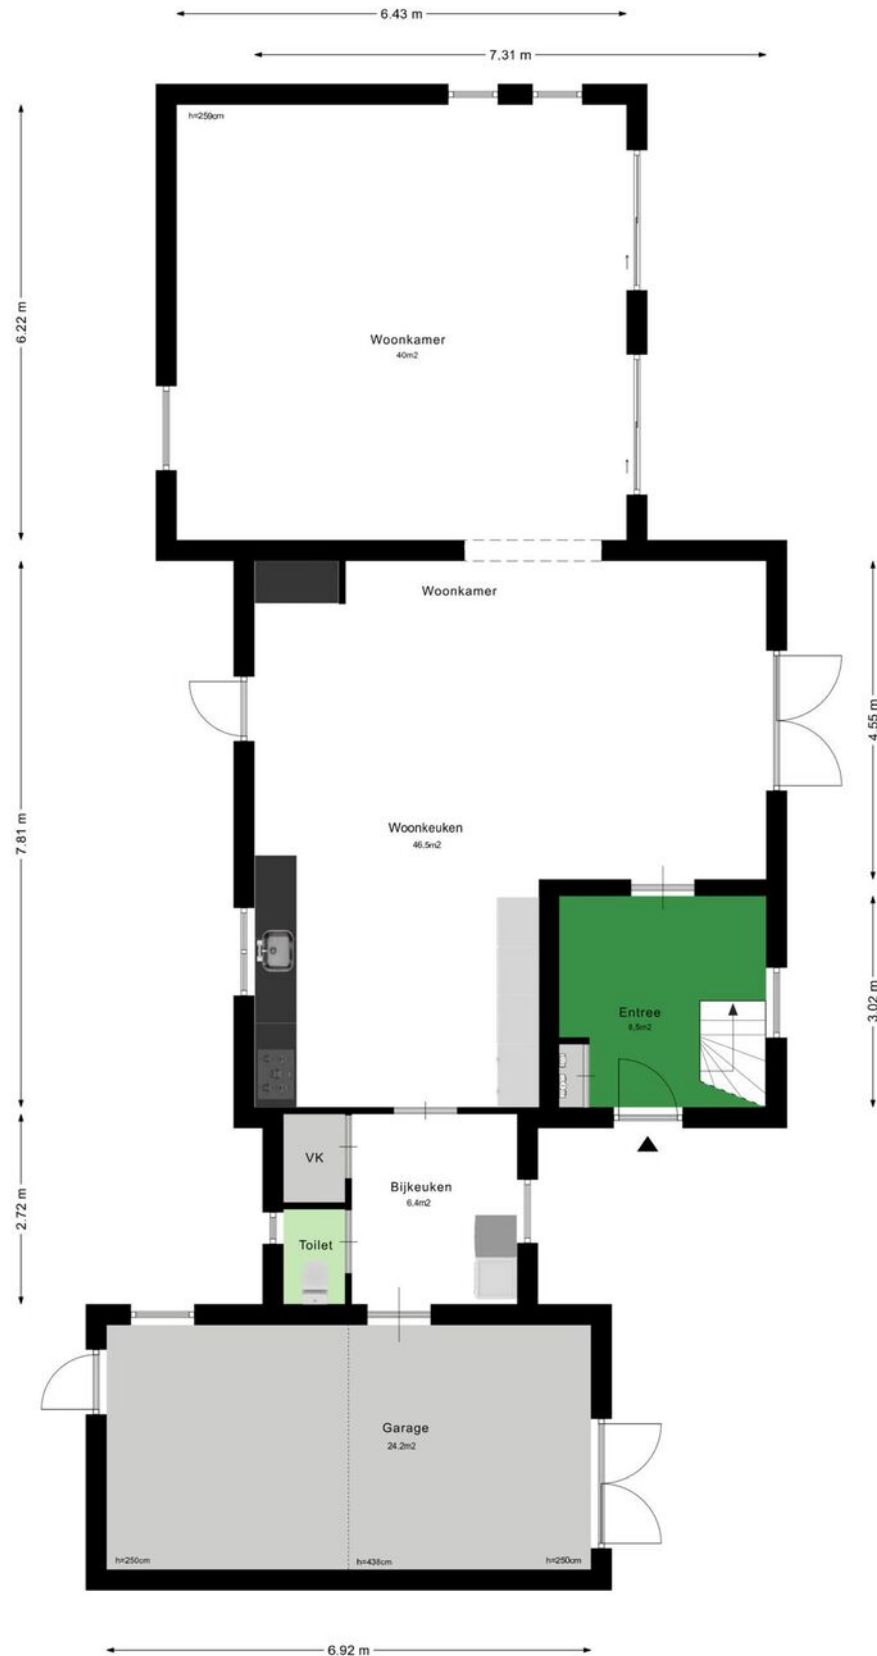 6.43 m
7.31 m
h=259cm
6.22 m
Woonkamer
40m2
Woonkamer
4.55 m
7.81 m
Woonkeuken
46.5m2
3.02 m
Entree
8,5m2
VK
Bijkeuken
6.4m2
2.72 m
Toilet
Garage
24.2m2
h=250cm
h=438cm
h=250cm
6.92 m